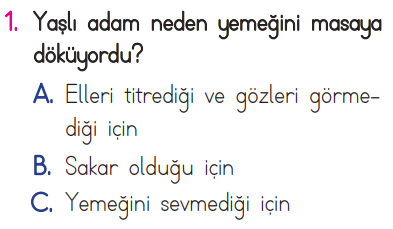 1. Yaşlı adam neden yemeğini masaya
döküyordu?
A. Elleri titrediği ve gözleri görme-
diği için
B. Sakar olduğu için
C. Yemeğini sevmediği için